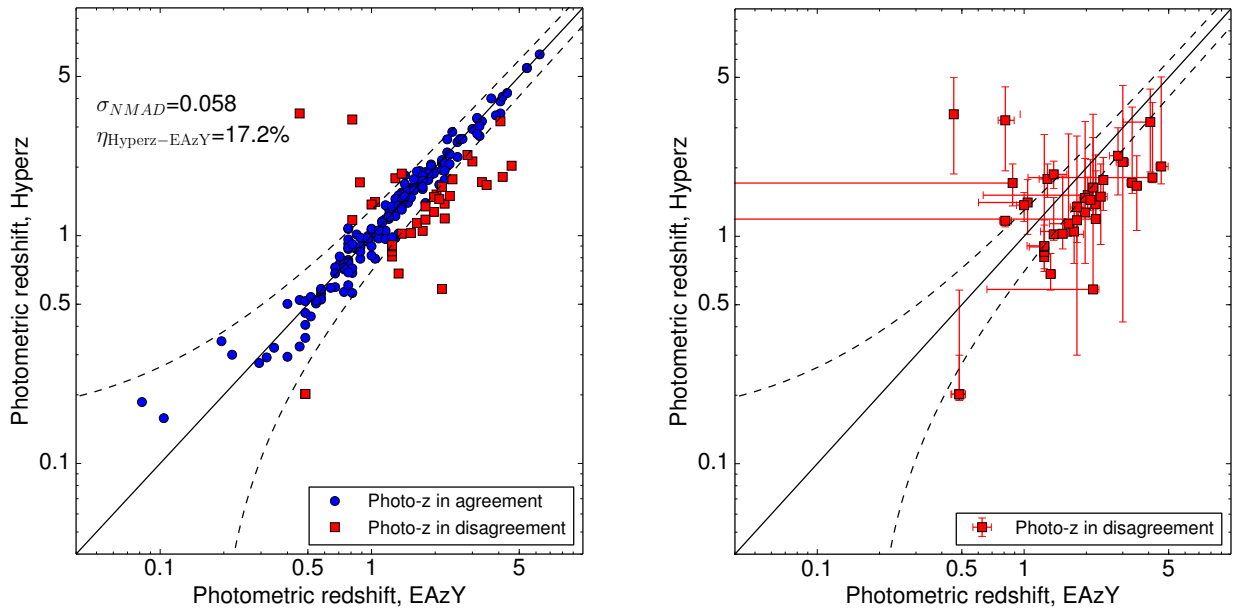 σNMAD=0.058
ηHyperz−EAzY=17.2%
5
1
0.5
0.1
Photometric redshift, Hyperz
Photo-z in agreement
Photo-z in disagreement
0.1 0.5 1 5
Photometric redshift, EAzY
5
1
0.5
0.1
Photometric redshift, Hyperz
Photo-z in disagreement
0.1 0.5 1 5
Photometric redshift, EAzY